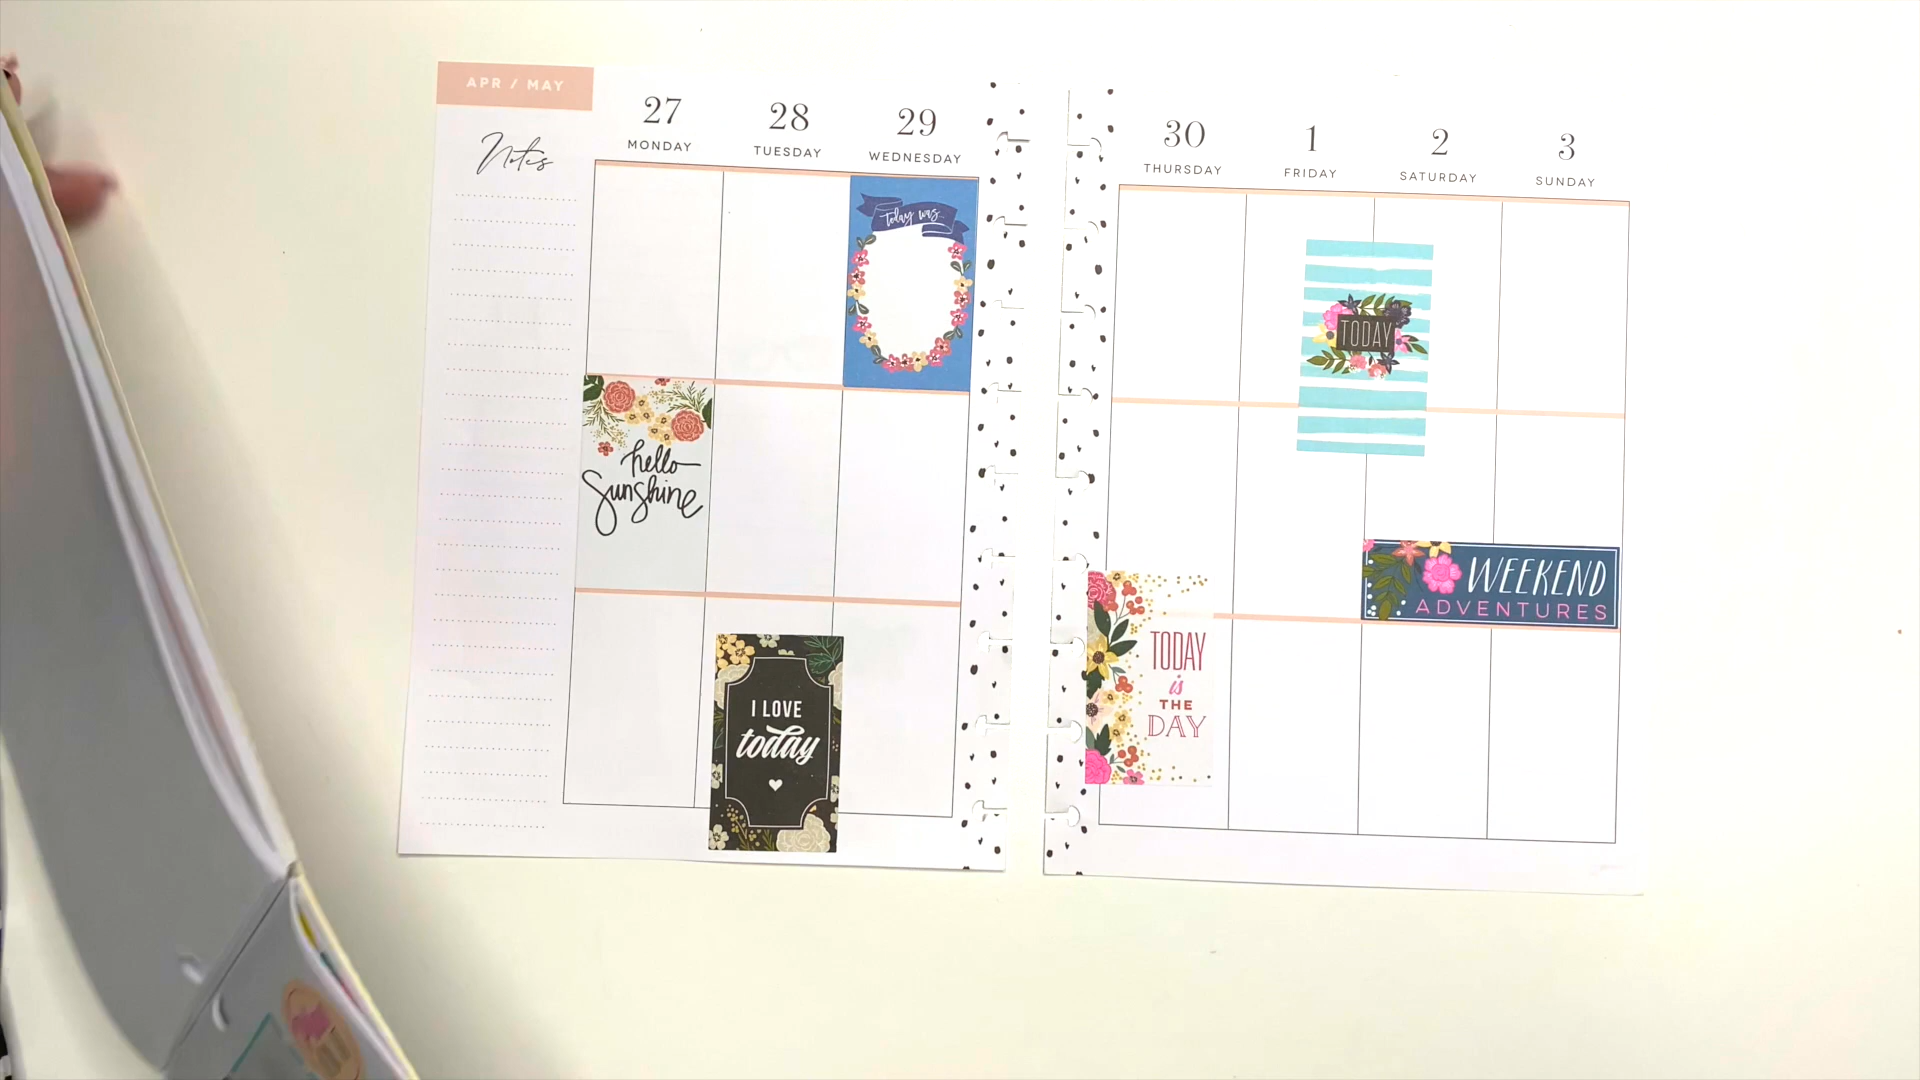 APR / MAY
Notes
27
MONDAY
28
TUESDAY
29
WEDNESDAY
30
THURSDAY
1
FRIDAY
2
SATURDAY
3
SUNDAY
today was...
hello
Sunshine
I LOVE
today
TODAY
TODAY
is
THE
DAY
WEEKEND
ADVENTURES